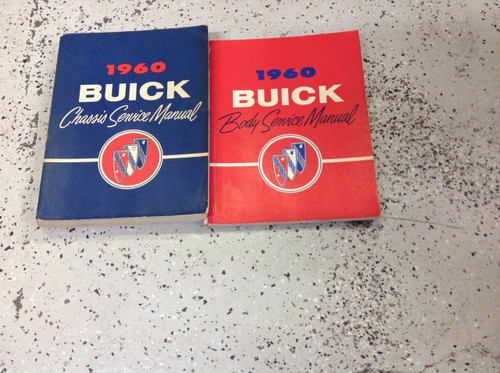 1960
BUICK
Chassis Service Manual
1960
BUICK
Body Service Manual